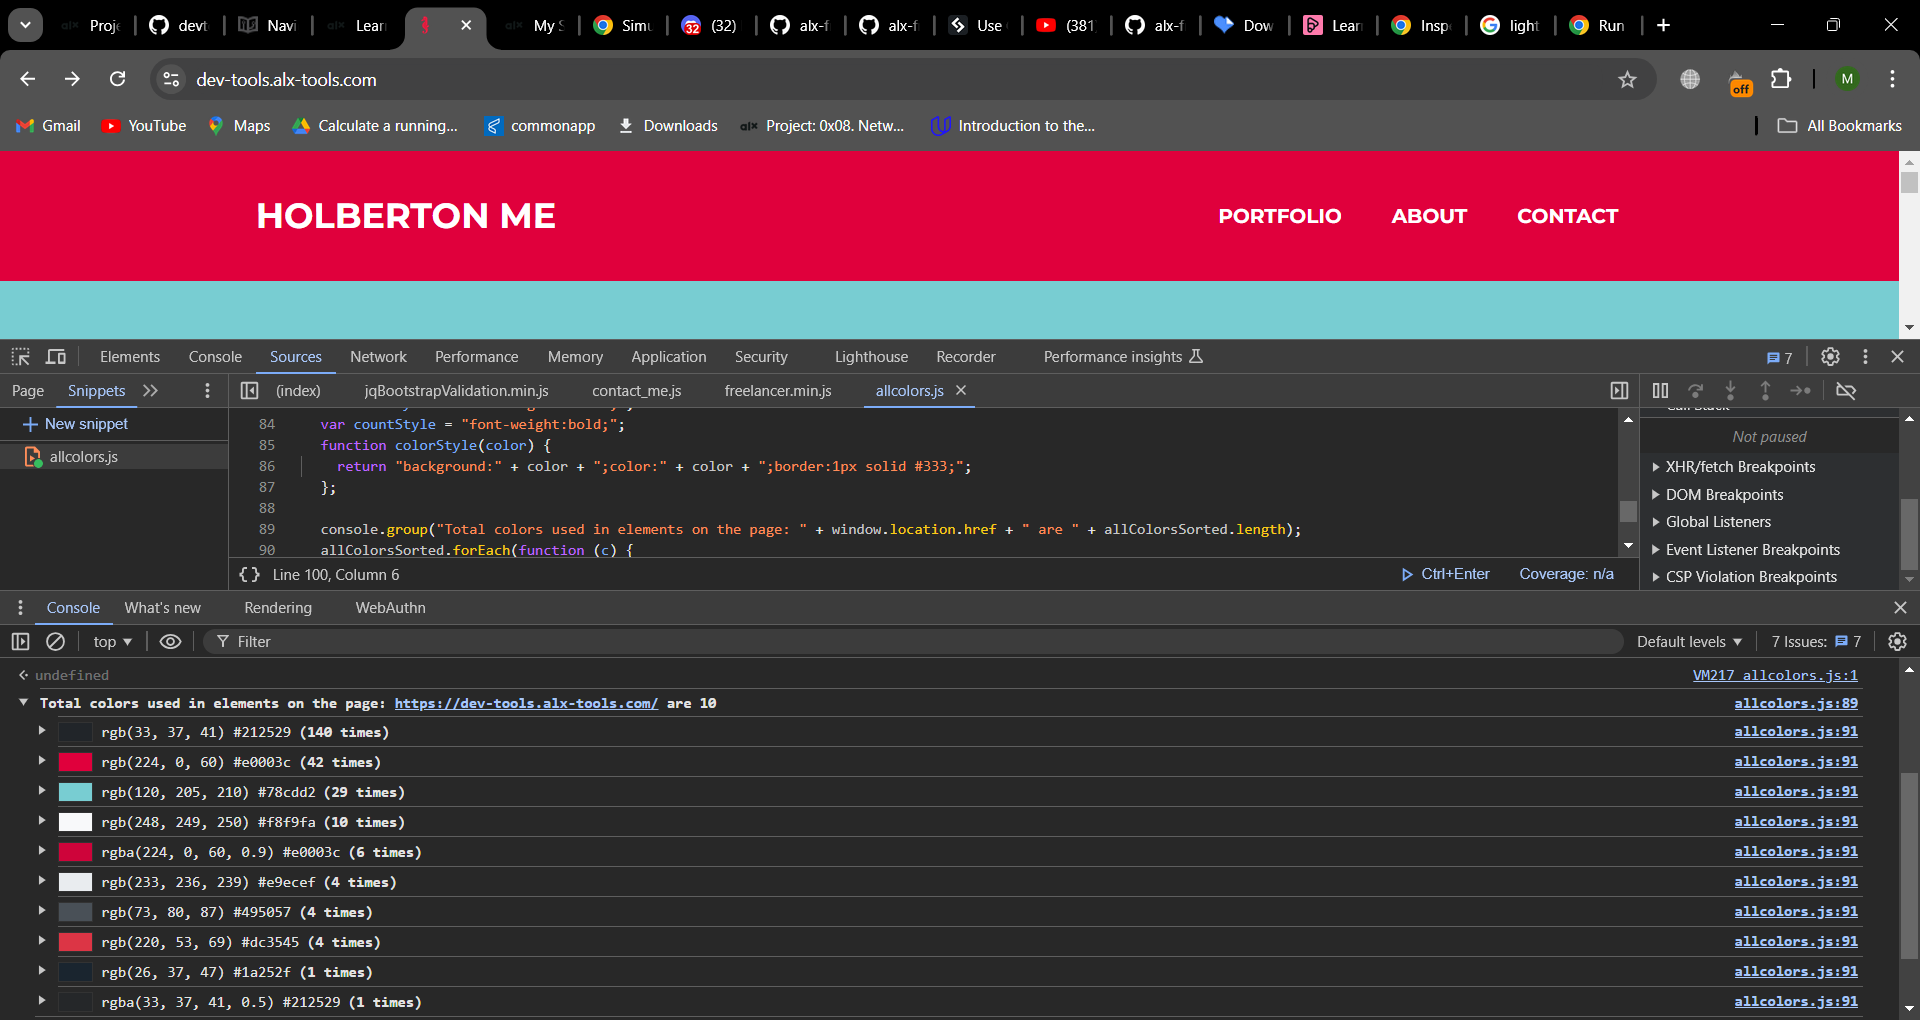 Proje devt Navi Lear My S Simu 32 (32) alx-f alx-fi Use (381 alx-f Dow Lear Insp light Run
dev-tools.alx-tools.com off M
Gmail YouTube Maps Calculate a running... commonapp Downloads alx Project: 0x08. Netw... Introduction to the... All Bookmarks
HOLBERTON ME PORTFOLIO ABOUT CONTACT
Elements Console Sources Network Performance Memory Application Security Lighthouse Recorder Performance insights 7
Page Snippets (index) jqBootstrapValidation.min.js contact_me.js freelancer.min.js allcolors.js
New snippet
allcolors.js
84 var countStyle = "font-weight:bold;";
85 function colorStyle(color) {
86 return "background:" + color + ";color:" + color + ";border:1px solid #333;";
87 };
88
89 console.group("Total colors used in elements on the page: " + window.location.href + " are " + allColorsSorted.length);
90 allColorsSorted.forEach(function (c) {
{} Line 100, Column 6 Ctrl+Enter Coverage: n/a
Call Stack
Not paused
XHR/fetch Breakpoints
DOM Breakpoints
Global Listeners
Event Listener Breakpoints
CSP Violation Breakpoints
Console What's new Rendering WebAuthn
top Filter Default levels 7 Issues: 7
undefined VM217 allcolors.js:1
Total colors used in elements on the page: https://dev-tools.alx-tools.com/ are 10 allcolors.js:89
rgb(33, 37, 41) #212529 (140 times) allcolors.js:91
rgb(224, 0, 60) #e0003c (42 times) allcolors.js:91
rgb(120, 205, 210) #78cdd2 (29 times) allcolors.js:91
rgb(248, 249, 250) #f8f9fa (10 times) allcolors.js:91
rgba(224, 0, 60, 0.9) #e0003c (6 times) allcolors.js:91
rgb(233, 236, 239) #e9ecef (4 times) allcolors.js:91
rgb(73, 80, 87) #495057 (4 times) allcolors.js:91
rgb(220, 53, 69) #dc3545 (4 times) allcolors.js:91
rgb(26, 37, 47) #1a252f (1 times) allcolors.js:91
rgba(33, 37, 41, 0.5) #212529 (1 times) allcolors.js:91